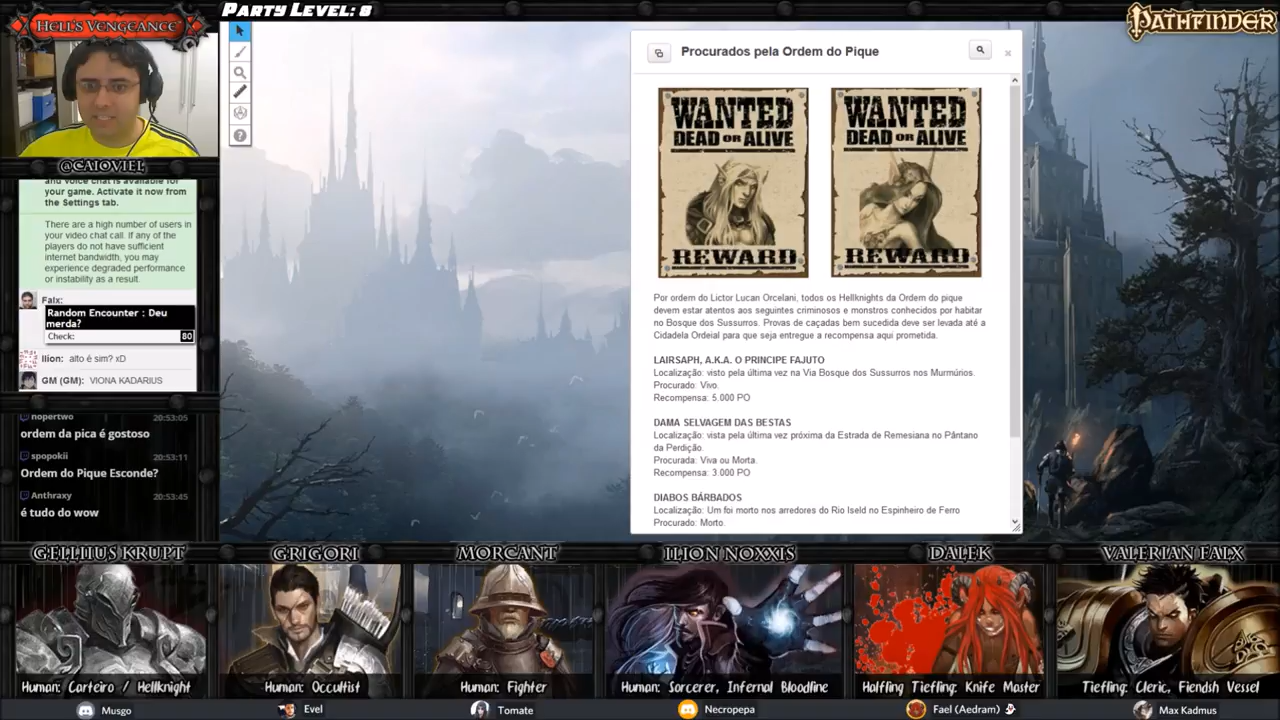 HELL'S VENGEANCE
PARTY LEVEL: 8
PATHFINDER
@CAIOVIEL
and voice chat is available for
your game. Activate it now from
the Settings tab.
There are a high number of users in
your video chat call. If any of the
players do not have sufficient
internet bandwidth, you may
experience degraded performance
or instability as a result.
Falx:
Random Encounter : Deu
merda?
Check: 80
Ilion: alto é sim? xD
GM (GM): VIONA KADARIUS
nopertwo 20:53:05
ordem da pica é gostoso
spopokii 20:53:11
Ordem do Pique Esconde?
Anthraxy 20:53:45
é tudo do wow
Procurados pela Ordem do Pique
WANTED
DEAD OR ALIVE
REWARD
WANTED
DEAD OR ALIVE
REWARD
Por ordem do Lictor Lucan Orcelani, todos os Hellknights da Ordem do pique
devem estar atentos aos seguintes criminosos e monstros conhecidos por habitar
no Bosque dos Sussurros. Provas de caçadas bem sucedida deve ser levada até a
Cidadela Ordeial para que seja entregue a recompensa aqui prometida.
LAIRSAPH, A.K.A. O PRINCIPE FAJUTO
Localização: visto pela última vez na Via Bosque dos Sussurros nos Murmúrios.
Procurado: Vivo.
Recompensa: 5.000 PO
DAMA SELVAGEM DAS BESTAS
Localização: vista pela última vez próxima da Estrada de Remesiana no Pântano
da Perdição.
Procurada: Viva ou Morta.
Recompensa: 3.000 PO
DIABOS BÁRBADOS
Localização: Um foi morto nos arredores do Rio Iseld no Espinheiro de Ferro
Procurado: Morto.
GELLIUS KRUPT
Human: Carteiro / Hellknight
Musgo
GRIGORI
Human: Occultist
Evel
MORCANT
Human: Fighter
Tomate
ILION NOXXIS
Human: Sorcerer, Infernal Bloodline
Necropepa
DALEK
Halfling Tiefling: Knife Master
Fael (Aedram)
VALERIAN FALX
Tiefling: Cleric, Fiendsh Vessel
Max Kadmus